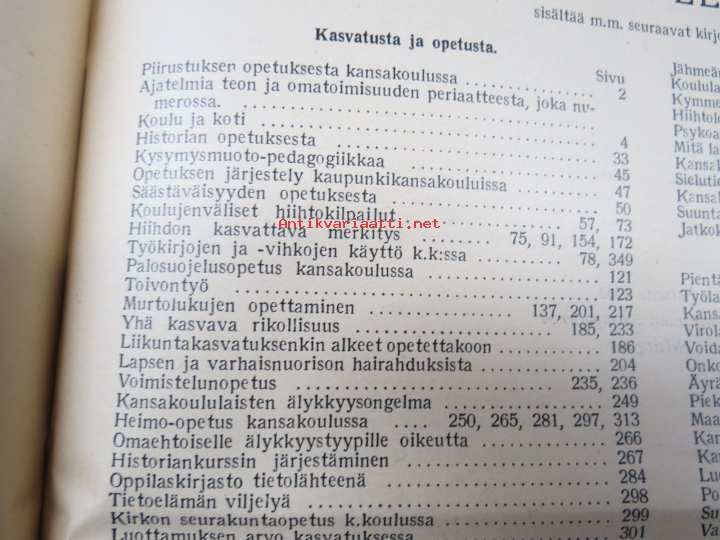 sisältää m.m. seuraavat
Kasvatusta ja opetusta.
Sivu
Piirustuksen opetuksesta kansakoulussa . . . . . . . . . . . . 2
Ajatelmia teon ja omatoimisuuden periaatteesta, joka nu-
merossa. . . . . . . . . . . . . . . . . . . . . . . . . .
Koulu ja koti . . . . . . . . . . . . . . . . . . . . . . . . 4
Historian opetuksesta . . . . . . . . . . . . . . . . . . . . 33
Kysymysmuoto-pedagogiikkaa . . . . . . . . . . . . . . . . 45
Opetuksen järjestely kaupunkikansakouluissa . . . . . . . . 47
Säästäväisyyden opetuksesta . . . . . . . . . . . . . . . . 50
Koulujenväliset hiihtokilpailut . . . . . . . . . . . . 57, 73
Antikvariaatti.net
Hiihdon kasvattava merkitys . . . . . . . . 75, 91, 154, 172
Työkirjojen ja -vihkojen käyttö k.k:ssa . . . . . . . . 78, 349
Palosuojelusopetus kansakoulussa . . . . . . . . . . . . . . 121
Toivontyö . . . . . . . . . . . . . . . . . . . . . . . . . . 123
Murtolukujen opettaminen . . . . . . . . . . . . 137, 201, 217
Yhä kasvava rikollisuus . . . . . . . . . . . . . . . . 185, 233
Liikuntakasvatuksenkin alkeet opetettakoon . . . . . . . . 186
Lapsen ja varhaisnuorison hairahduksista . . . . . . . . . . 204
Voimistelunopetus . . . . . . . . . . . . . . . . . . 235, 236
Kansakoululaisten älykkyysongelma . . . . . . . . . . . . 249
Heimo-opetus kansakoulussa . . . . 250, 265, 281, 297, 313
Omaehtoiselle älykkyystyypille oikeutta . . . . . . . . . . 266
Historiankurssin järjestäminen . . . . . . . . . . . . . . . . 267
Oppilaskirjasto tietolähteenä . . . . . . . . . . . . . . . . 284
Tietoelämän viljelyä . . . . . . . . . . . . . . . . . . . . 298
Kirkon seurakuntaopetus k.koulussa . . . . . . . . . . . . 299
Luottamuksen arvo kasvatuksessa . . . . . . . . . . . . . . 301